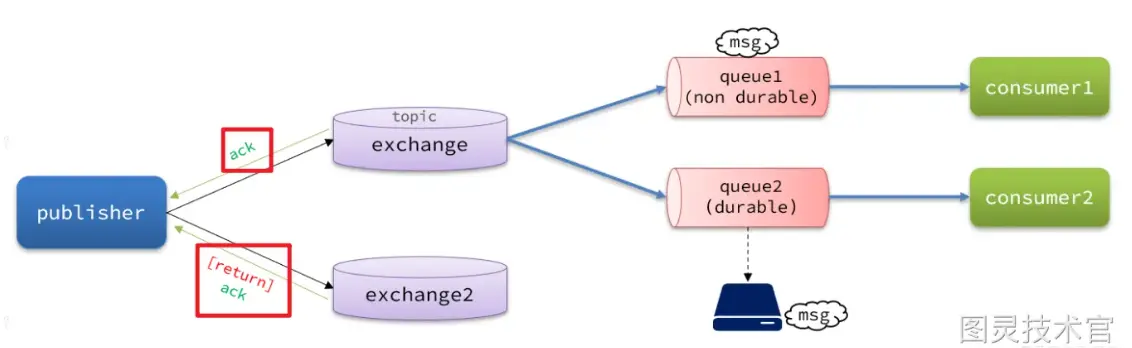 msg
queue1
(non durable)
consumer1
topic
exchange
ack
publisher
queue2
(durable)
consumer2
[return]
ack
exchange2
msg
图灵技术官